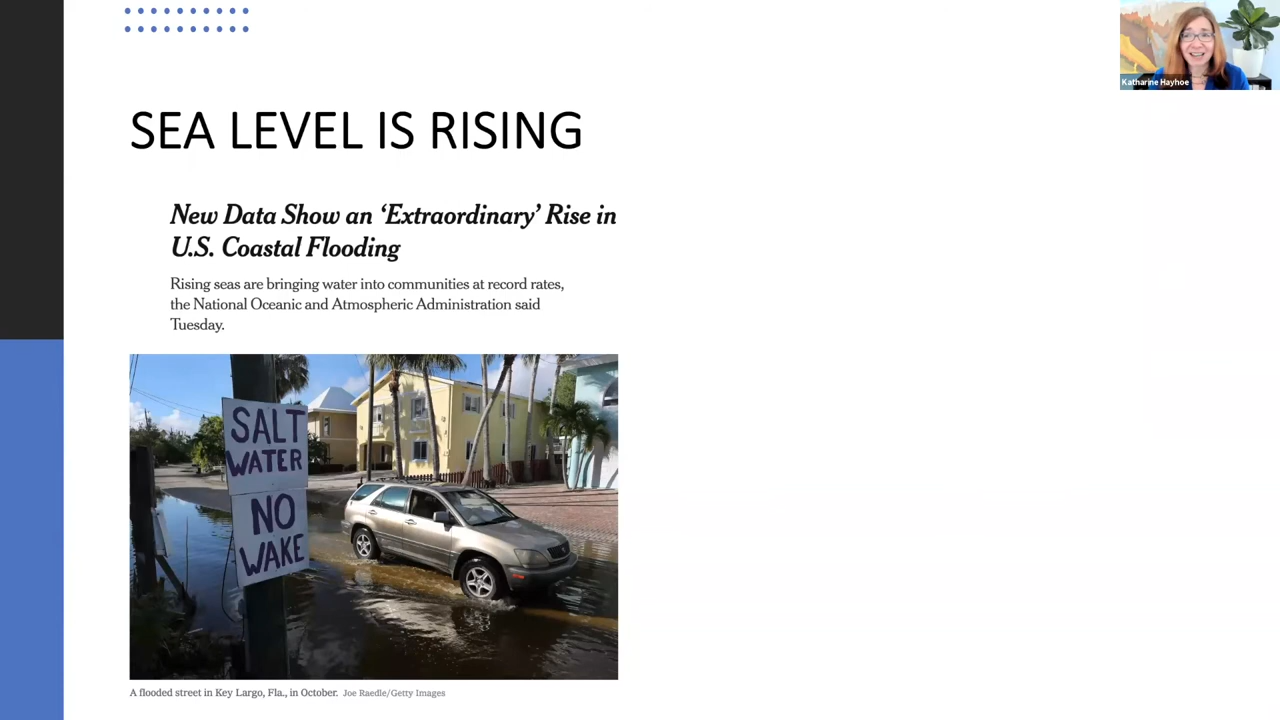 Katharine Hayhoe
SEA LEVEL IS RISING
New Data Show an ‘Extraordinary’ Rise in
U.S. Coastal Flooding
Rising seas are bringing water into communities at record rates,
the National Oceanic and Atmospheric Administration said
Tuesday.
SALT
WATER
NO
WAKE
A flooded street in Key Largo, Fla., in October. Joe Raedle/Getty Images